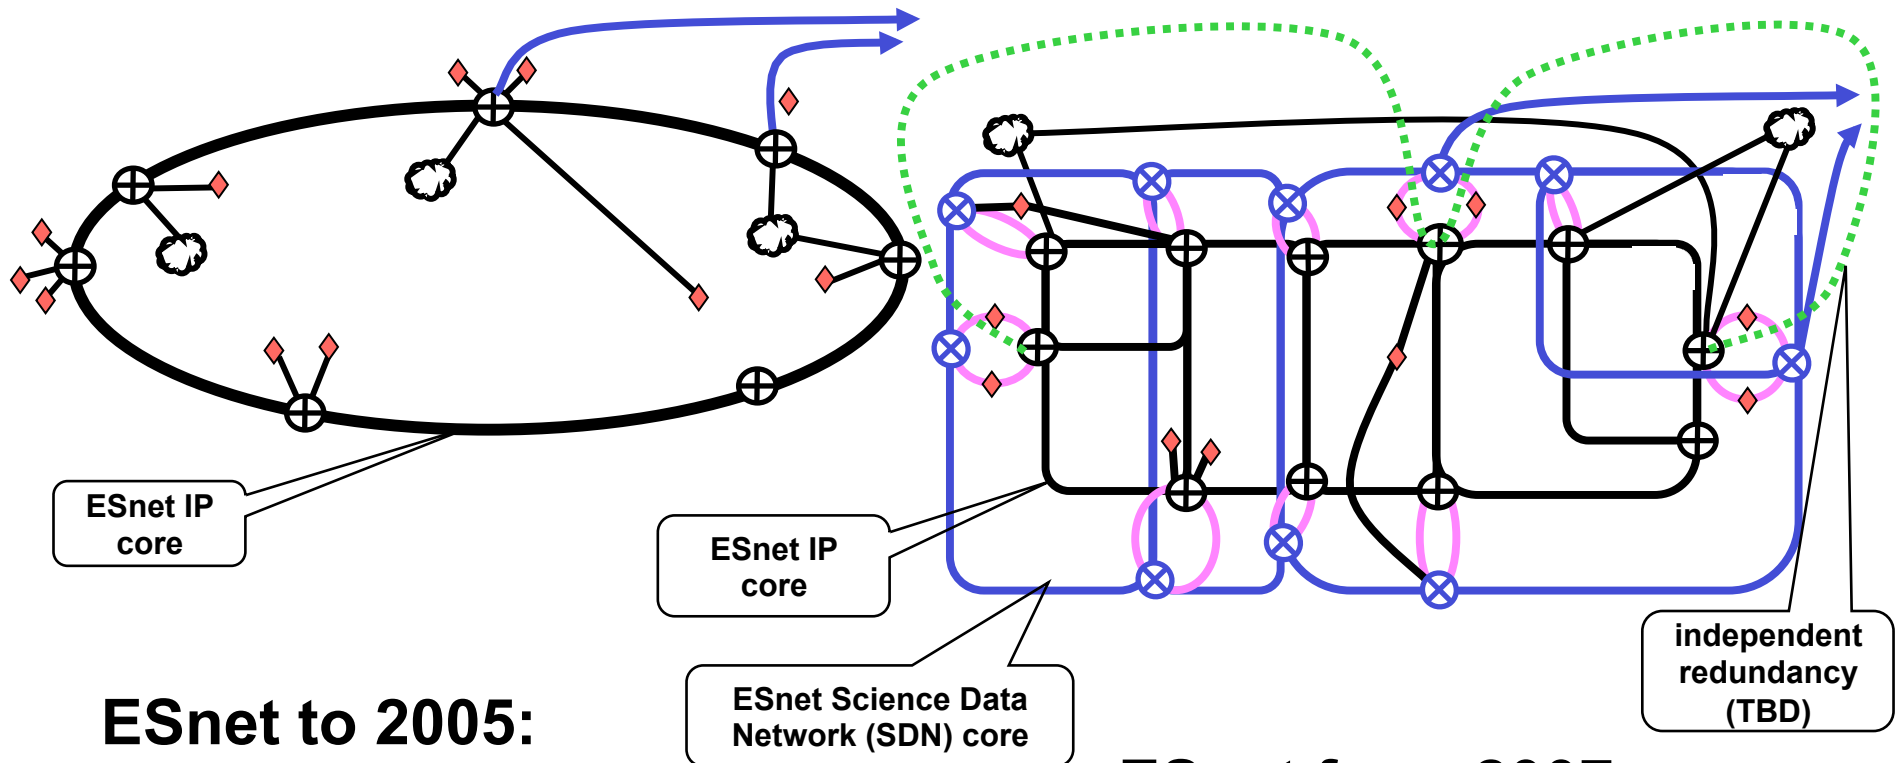 ESnet IP
core
ESnet IP
core
ESnet Science Data
Network (SDN) core
independent
redundancy
(TBD)
ESnet to 2005: